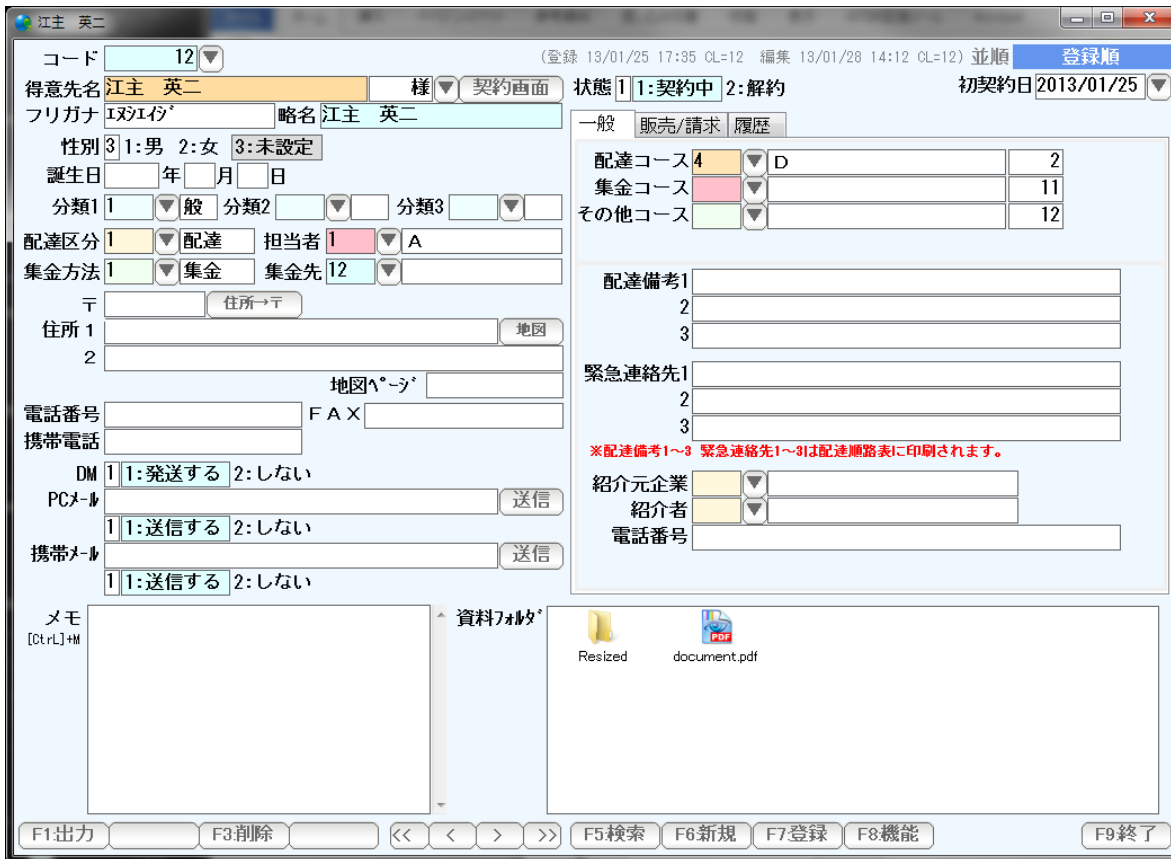 江主　英二
コード 12 (登録 13/01/25 17:35 CL=12 編集 13/01/28 14:12 CL=12) 並順 登録順
得意先名 江主　英二 様 契約画面 状態 1 1:契約中 2:解約 初契約日 2013/01/25
フリガナ ｴﾇｼｴｲｼﾞ 略名 江主　英二
一般 販売/請求 履歴
性別 3 1:男 2:女 3:未設定
誕生日 年 月 日
分類1 1 般 分類2 分類3
配達区分 1 配達 担当者 1 A
集金方法 1 集金 集金先 12
〒 住所→〒
住所1 地図
2
地図ﾍﾟｰｼﾞ
電話番号 ＦＡＸ
携帯電話
DM 1 1:発送する 2:しない
PCﾒｰﾙ 送信
1 1:送信する 2:しない
携帯ﾒｰﾙ 送信
1 1:送信する 2:しない
配達コース 4 D 2
集金コース 11
その他コース 12
配達備考1
2
3
緊急連絡先1
2
3
※配達備考1～3 緊急連絡先1～3は配達順路表に印刷されます。
紹介元企業
紹介者
電話番号
メモ
[CtrL]+M
資料ﾌｫﾙﾀﾞ
Resized document.pdf
PDF
F1:出力 F3:削除 << < > >> F5:検索 F6:新規 F7:登録 F8:機能 F9:終了